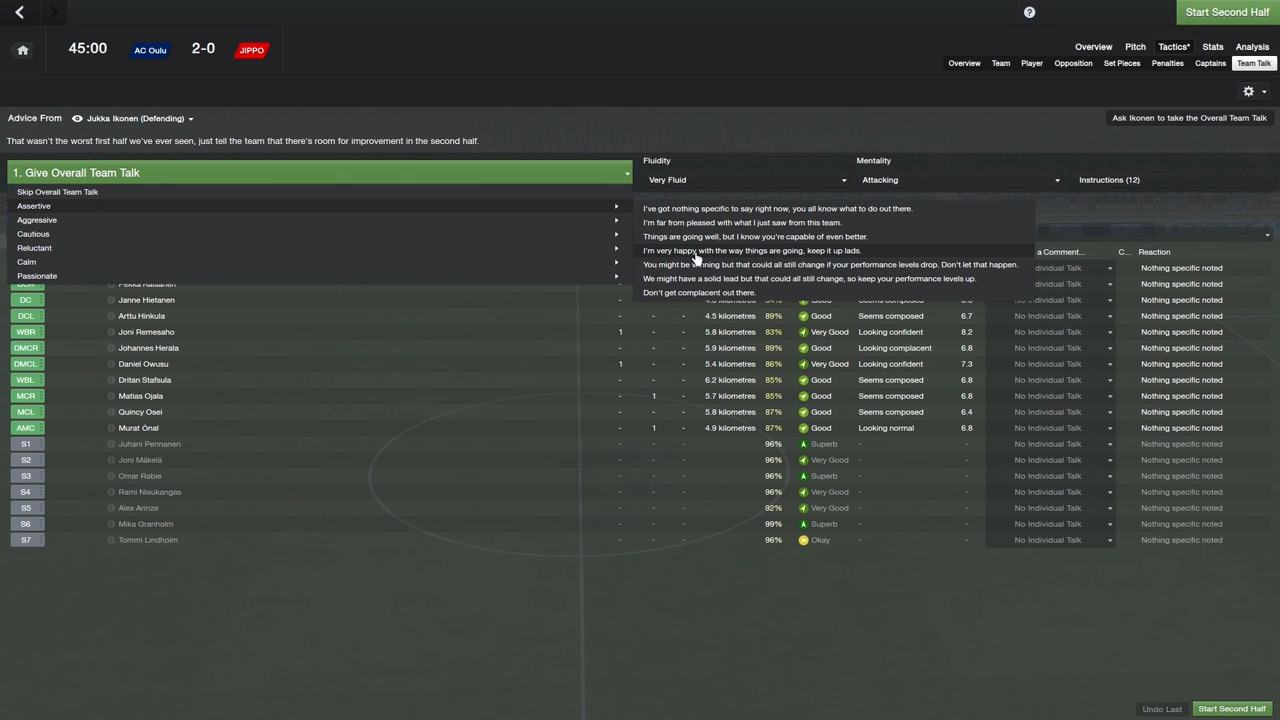 Start Second Half
45:00 AC Oulu 2-0 JIPPO
Overview Pitch Tactics* Stats Analysis
Overview Team Player Opposition Set Pieces Penalties Captains Team Talk
Advice From Jukka Ikonen (Defending) Ask Ikonen to take the Overall Team Talk
That wasn't the worst first half we've ever seen, just tell the team that there's room for improvement in the second half.
1. Give Overall Team Talk
Fluidity Mentality
Very Fluid Attacking Instructions (12)
Skip Overall Team Talk
Assertive
Aggressive
Cautious
Reluctant
Calm
Passionate
I've got nothing specific to say right now, you all know what to do out there.
I'm far from pleased with what I just saw from this team.
Things are going well, but I know you're capable of even better.
I'm very happy with the way things are going, keep it up lads.
You might be winning but that could all still change if your performance levels drop. Don't let that happen.
We might have a solid lead but that could all still change, so keep your performance levels up.
Don't get complacent out there.
a Comment... C... Reaction
Individual Talk Nothing specific noted
Individual Talk Nothing specific noted
DC Janne Hietanen - - - Good Seems composed No Individual Talk Nothing specific noted
DCL Arttu Hinkula - - - 4.5 kilometres 89% Good Seems composed 6.7 No Individual Talk Nothing specific noted
WBR Joni Remesaho 1 - - 5.8 kilometres 83% Very Good Looking confident 8.2 No Individual Talk Nothing specific noted
DMCR Johannes Herala - - - 5.9 kilometres 89% Good Looking complacent 6.8 No Individual Talk Nothing specific noted
DMCL Daniel Owusu 1 - - 5.4 kilometres 86% Very Good Looking confident 7.3 No Individual Talk Nothing specific noted
WBL Dritan Stafsula - - - 6.2 kilometres 85% Good Seems composed 6.8 No Individual Talk Nothing specific noted
MCR Matias Ojala - 1 - 5.7 kilometres 85% Good Seems composed 6.8 No Individual Talk Nothing specific noted
MCL Quincy Osei - - - 5.8 kilometres 87% Good Seems composed 6.4 No Individual Talk Nothing specific noted
AMC Murat Önal - 1 - 4.9 kilometres 87% Good Looking normal 6.8 No Individual Talk Nothing specific noted
S1 Juhani Pennanen - - - 96% Superb - - No Individual Talk Nothing specific noted
S2 Joni Mäkelä - - - 96% Very Good - - No Individual Talk Nothing specific noted
S3 Omar Rabie - - - 96% Superb - - No Individual Talk Nothing specific noted
S4 Rami Nisukangas - - - 96% Very Good - - No Individual Talk Nothing specific noted
S5 Alex Arinze - - - 92% Very Good - - No Individual Talk Nothing specific noted
S6 Mika Granholm - - - 99% Superb - - No Individual Talk Nothing specific noted
S7 Tommi Lindholm - - - 96% Okay - - No Individual Talk Nothing specific noted
Undo Last Start Second Half